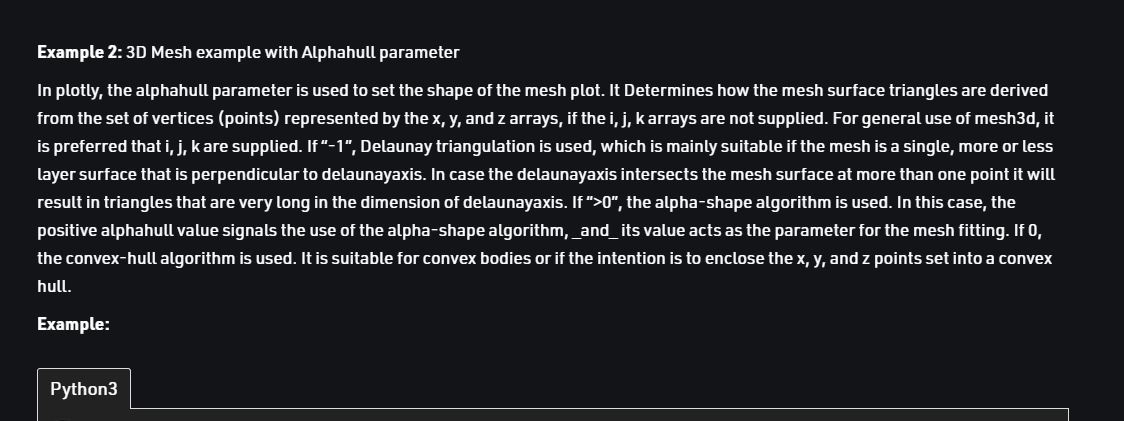 Example 2: 3D Mesh example with Alphahull parameter
In plotly, the alphahull parameter is used to set the shape of the mesh plot. It Determines how the mesh surface triangles are derived
from the set of vertices (points) represented by the x, y, and z arrays, if the i, j, k arrays are not supplied. For general use of mesh3d, it
is preferred that i, j, k are supplied. If “-1”, Delaunay triangulation is used, which is mainly suitable if the mesh is a single, more or less
layer surface that is perpendicular to delaunayaxis. In case the delaunayaxis intersects the mesh surface at more than one point it will
result in triangles that are very long in the dimension of delaunayaxis. If “>0”, the alpha-shape algorithm is used. In this case, the
positive alphahull value signals the use of the alpha-shape algorithm, _and_ its value acts as the parameter for the mesh fitting. If 0,
the convex-hull algorithm is used. It is suitable for convex bodies or if the intention is to enclose the x, y, and z points set into a convex
hull.
Example:
Python3